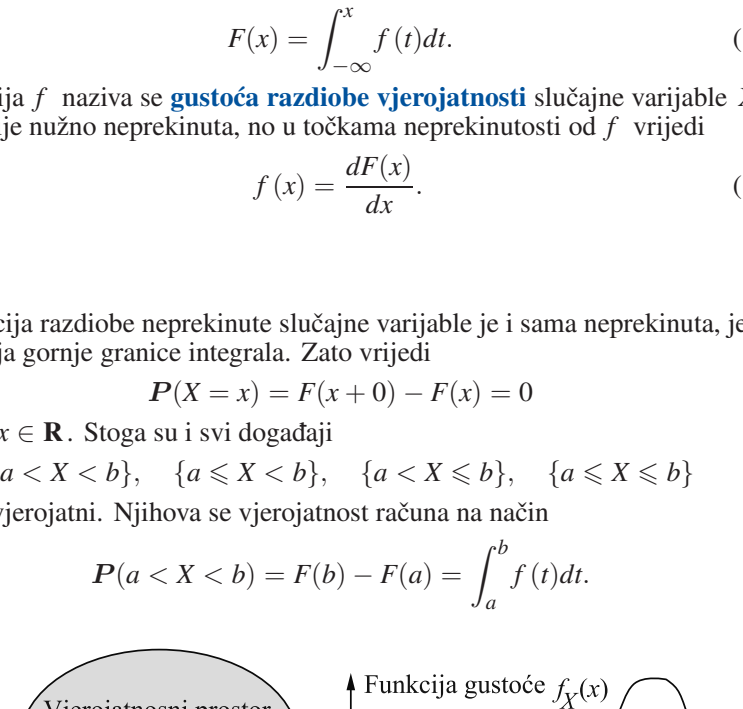 F(x) = ∫_{-∞}^{x} f(t)dt. (
ija f naziva se gustoća razdiobe vjerojatnosti slučajne varijable X
je nužno neprekinuta, no u točkama neprekinutosti od f vrijedi
f(x) = dF(x)/dx. (
cija razdiobe neprekinute slučajne varijable je i sama neprekinuta, je
ja gornje granice integrala. Zato vrijedi
P(X = x) = F(x + 0) − F(x) = 0
x ∈ R. Stoga su i svi događaji
a < X < b}, {a ⩽ X < b}, {a < X ⩽ b}, {a ⩽ X ⩽ b}
vjerojatni. Njihova se vjerojatnost računa na način
P(a < X < b) = F(b) − F(a) = ∫_{a}^{b} f(t)dt.
Vjerojatnosni prostor
Funkcija gustoće f_X(x)